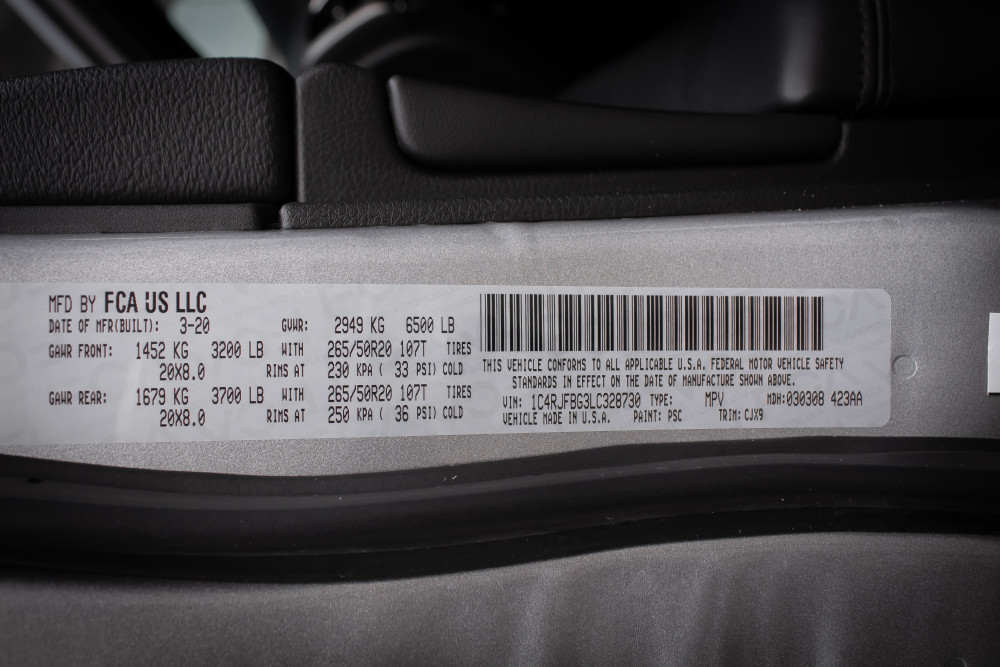 MFD BY FCA US LLC
DATE OF MFR(BUILT): 3-20 GVWR: 2949 KG 6500 LB
GAWR FRONT: 1452 KG 3200 LB WITH 265/50R20 107T TIRES
20X8.0 RIMS AT 230 KPA ( 33 PSI) COLD
GAWR REAR: 1679 KG 3700 LB WITH 265/50R20 107T TIRES
20X8.0 RIMS AT 250 KPA ( 36 PSI) COLD
THIS VEHICLE CONFORMS TO ALL APPLICABLE U.S.A. FEDERAL MOTOR VEHICLE SAFETY
STANDARDS IN EFFECT ON THE DATE OF MANUFACTURE SHOWN ABOVE.
VIN: 1C4RJFBG3LC328730 TYPE: MPV MDH:030308 423AA
VEHICLE MADE IN U.S.A. PAINT: PSC TRIM: CJX9